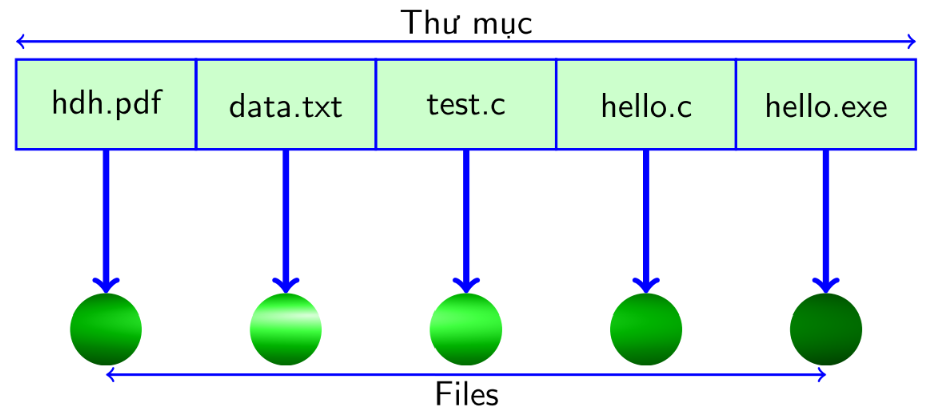 Thư mục
hdh.pdf data.txt test.c hello.c hello.exe
Files